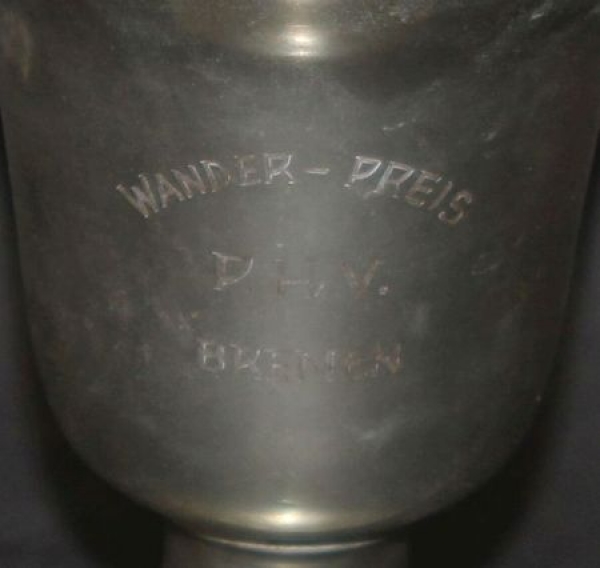 WANDER - PREIS
P. H. V.
BREMEN